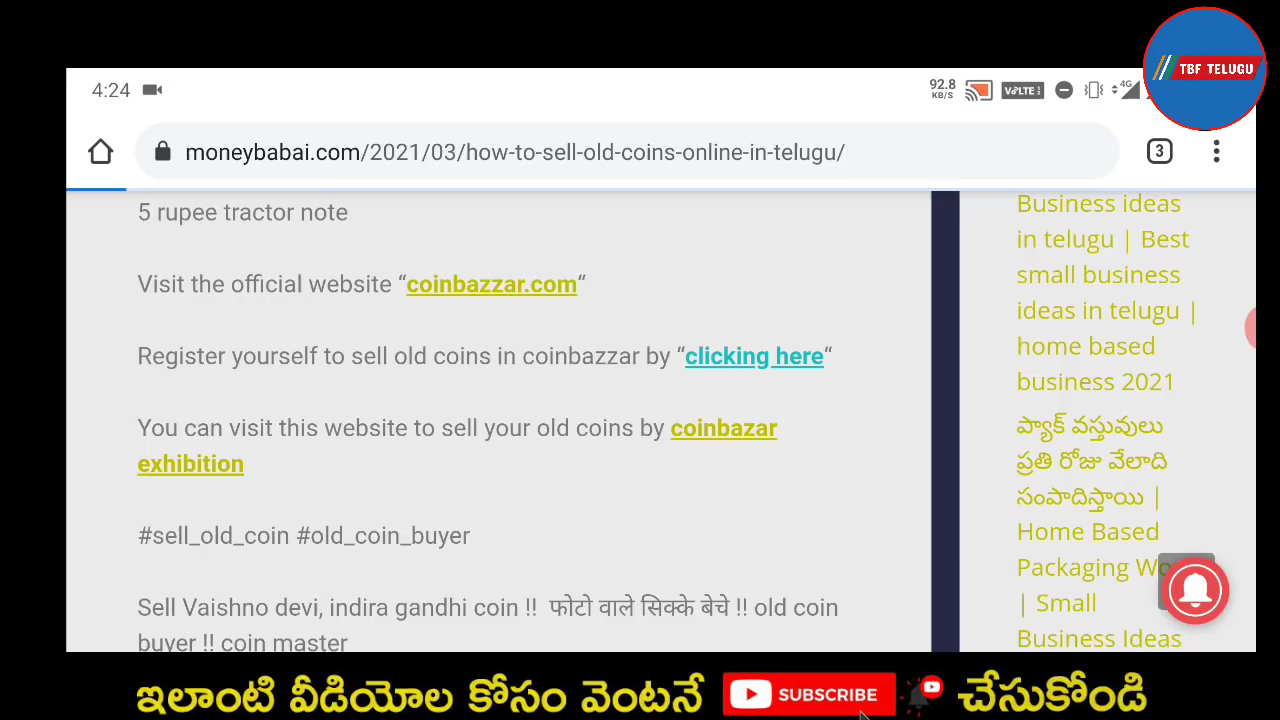 TBF TELUGU
4:24
92.8
KB/S
VoLTE
4G
moneybabai.com/2021/03/how-to-sell-old-coins-online-in-telugu/
3
5 rupee tractor note
Visit the official website “coinbazzar.com“
Register yourself to sell old coins in coinbazzar by “clicking here“
You can visit this website to sell your old coins by coinbazar
exhibition
#sell_old_coin #old_coin_buyer
Sell Vaishno devi, indira gandhi coin !! फोटो वाले सिक्के बेचे !! old coin
buyer !! coin master
Business ideas
in telugu | Best
small business
ideas in telugu |
home based
business 2021
ప్యాక్ వస్తువులు
ప్రతి రోజు వేలాది
సంపాదిస్తాయి |
Home Based
Packaging Wo
| Small
Business Ideas
ఇలాంటి వీడియోల కోసం వెంటనే SUBSCRIBE చేసుకోండి